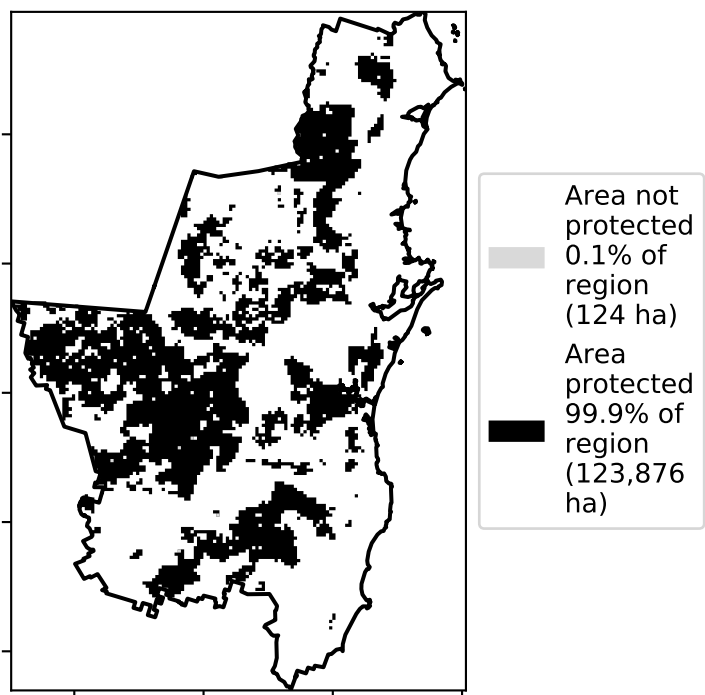 Area not
protected
0.1% of
region
(124 ha)
Area
protected
99.9% of
region
(123,876
ha)